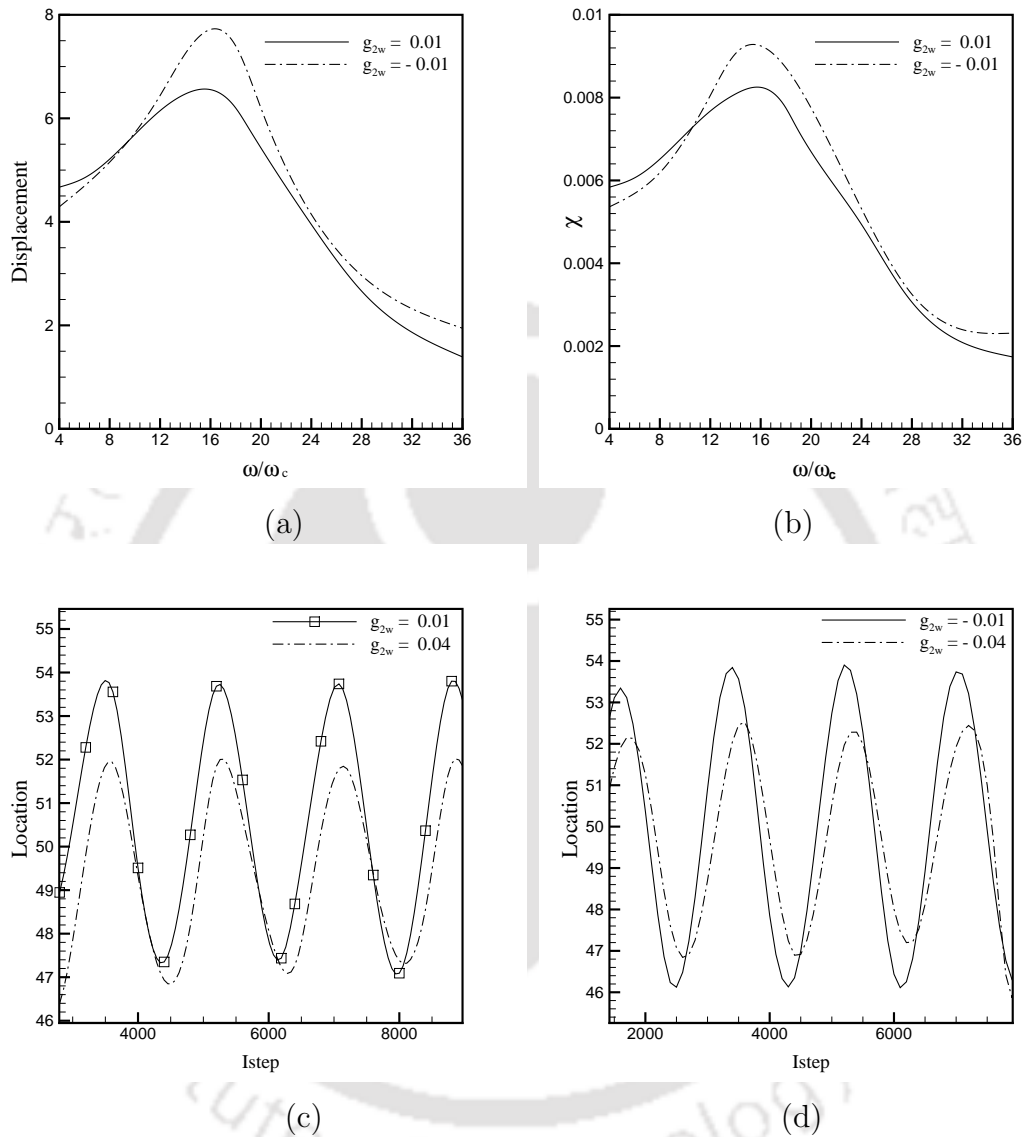 8
6
4
2
0
Displacement
g2w = 0.01
g2w = - 0.01
4 8 12 16 20 24 28 32 36
ω/ωc
(a)
0.01
0.008
0.006
0.004
0.002
0
χ
g2w = 0.01
g2w = - 0.01
4 8 12 16 20 24 28 32 36
ω/ωc
(b)
55
54
53
52
51
50
49
48
47
46
Location
g2w = 0.01
g2w = 0.04
4000 6000 8000
Istep
(c)
55
54
53
52
51
50
49
48
47
46
Location
g2w = - 0.01
g2w = - 0.04
2000 4000 6000
Istep
(d)